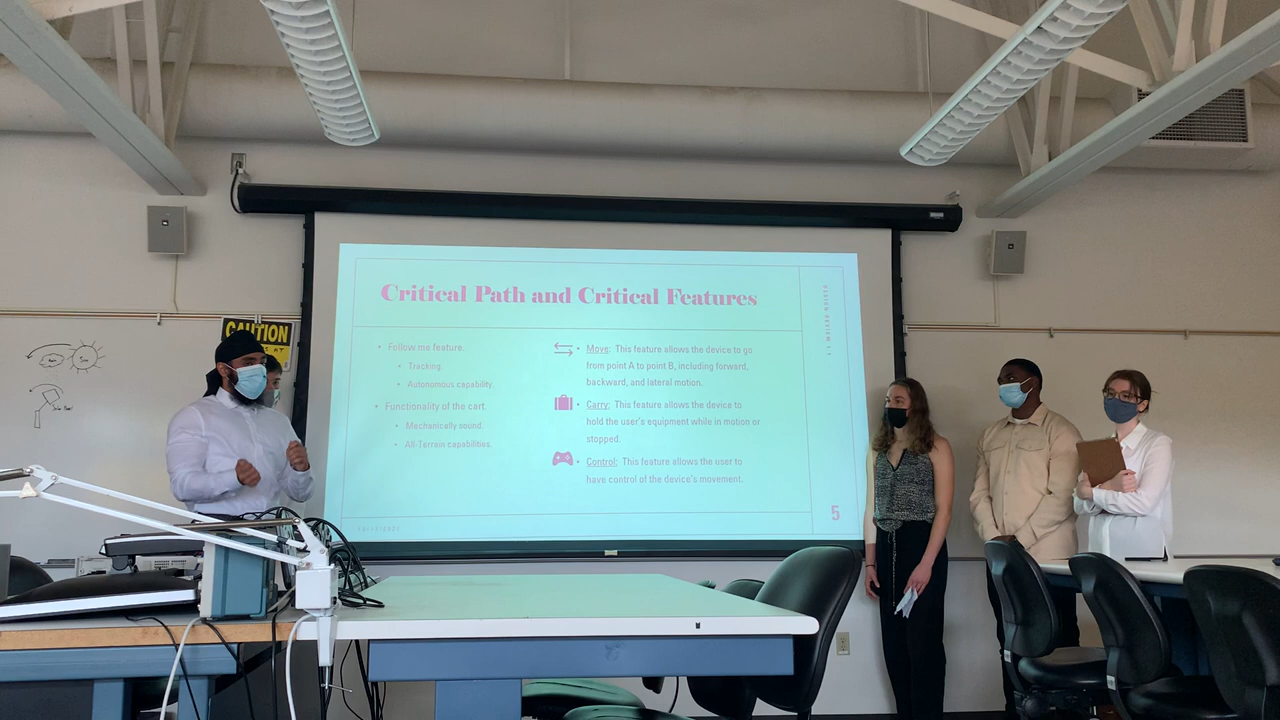 CAUTION
AT
Critical Path and Critical Features
DESIGN REVIEW
Follow me feature.
Tracking.
Autonomous capability.
Functionality of the cart
Mechanically sound.
All-Terrain capabilities.
Move: This feature allows the device to go
from point A to point B, including forward,
backward, and lateral motion.
Carry: This feature allows the device to
hold the user's equipment while in motion or
stopped.
Control: This feature allows the user to
have control of the device's movement.
5